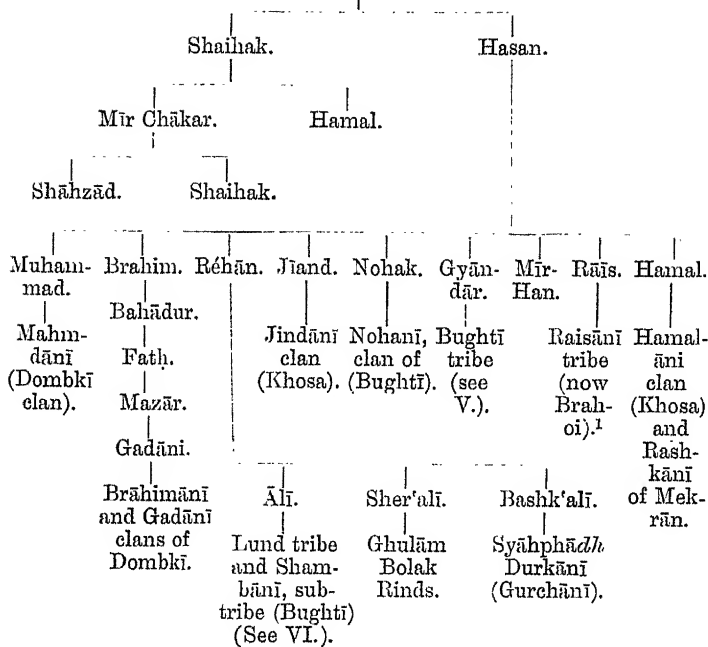 Shaihak. Hasan.
Mīr Chākar. Hamal.
Shāhzād. Shaihak.
Muham- Brahim. Réhān. Jīand. Nohak. Gyān- Mīr- Rāīs. Hamal.
mad. dār. Han.
Bahādur.
Mahm- Jindānī Nohanī, Bughtī Raisānī Hamal-
dānī Fatḥ. clan clan of tribe tribe āni
(Dombkī (Khosa). (Bughtī). (see (now clan
clan). Mazār. V.). Brah- (Khosa)
oi).¹ and
Gadāni. Rash-
kānī
Brāhimānī Ālī. Sher'alī. Bashk'alī. of Mek-
and Gadānī rān.
clans of Lund tribe Ghulām Syāhphādh
Dombkī. and Sham- Bolak Durkānī
bānī, sub- Rinds. (Gurchānī).
tribe (Bughtī)
(See VI.).